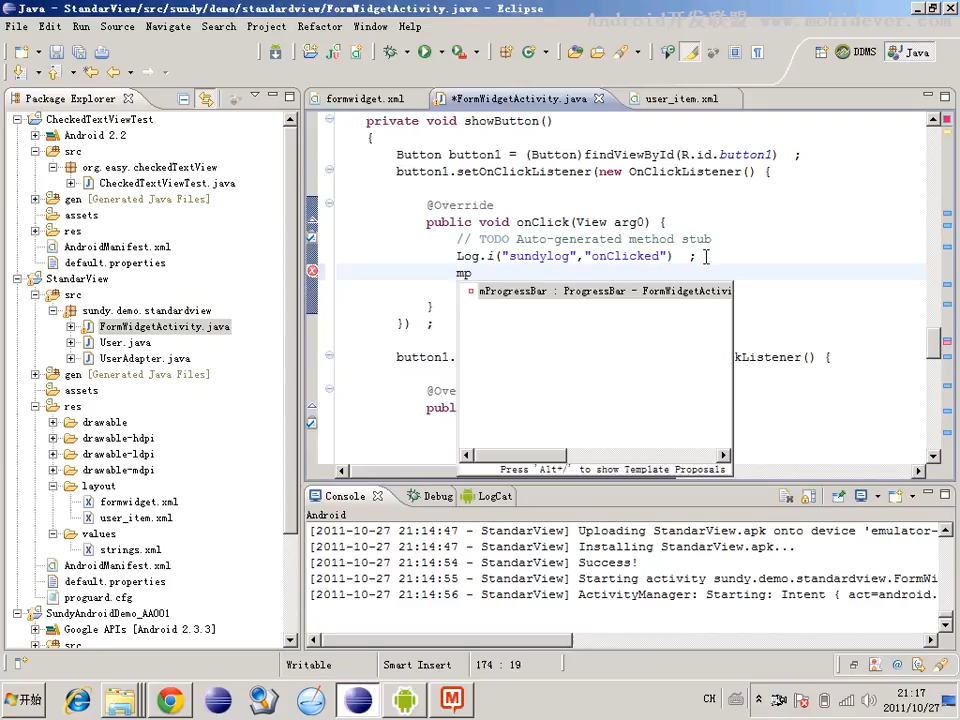 Java - StandarView/src/sundy/demo/standardview/FormWidgetActivity.java - Eclipse
Android开发联盟 www.mobidever.com
File Edit Run Source Navigate Search Project Refactor Window Help
DDMS Java
Package Explorer
formwidget.xml *FormWidgetActivity.java user_item.xml
CheckedTextViewTest
Android 2.2
src
org.easy.checkedTextView
CheckedTextViewTest.java
gen [Generated Java Files]
assets
res
AndroidManifest.xml
default.properties
StandarView
src
sundy.demo.standardview
FormWidgetActivity.java
User.java
UserAdapter.java
gen [Generated Java Files]
assets
res
drawable
drawable-hdpi
drawable-ldpi
drawable-mdpi
layout
formwidget.xml
user_item.xml
values
strings.xml
AndroidManifest.xml
default.properties
proguard.cfg
SundyAndroidDemo_AA001
Google APIs [Android 2.3.3]
src
private void showButton()
{
Button button1 = (Button)findViewById(R.id.button1) ;
button1.setOnClickListener(new OnClickListener() {
@Override
public void onClick(View arg0) {
// TODO Auto-generated method stub
Log.i("sundylog","onClicked") ;
mp
mProgressBar : ProgressBar - FormWidgetActivi
}
}) ;
button1. ckListener() {
@Ove
publ
Press 'Alt+/' to show Template Proposals
Console Debug LogCat
Android
[2011-10-27 21:14:47 - StandarView] Uploading StandarView.apk onto device 'emulator-
[2011-10-27 21:14:47 - StandarView] Installing StandarView.apk...
[2011-10-27 21:14:54 - StandarView] Success!
[2011-10-27 21:14:55 - StandarView] Starting activity sundy.demo.standardview.FormWi
[2011-10-27 21:14:56 - StandarView] ActivityManager: Starting: Intent { act=android.
Writable Smart Insert 174 : 19
开始 CH 21:17
2011/10/27